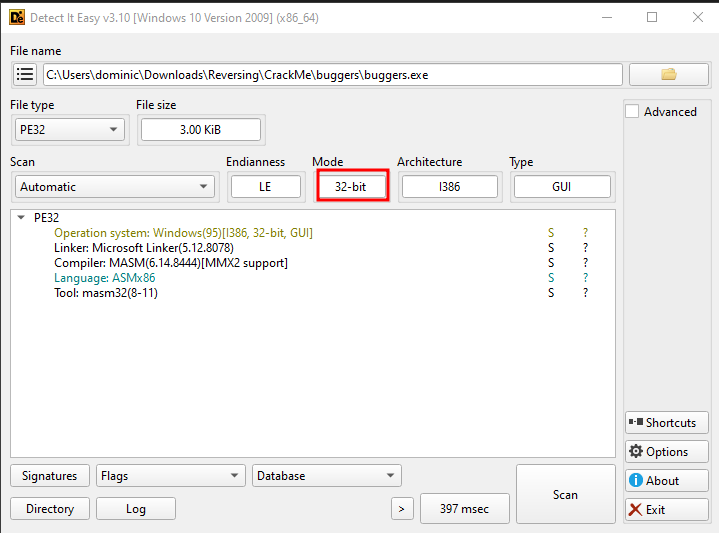 Detect It Easy v3.10 [Windows 10 Version 2009] (x86_64)
File name
C:\Users\dominic\Downloads\Reversing\CrackMe\buggers\buggers.exe
File type File size
PE32 3.00 KiB
Advanced
Scan Endianness Mode Architecture Type
Automatic LE 32-bit I386 GUI
PE32
Operation system: Windows(95)[I386, 32-bit, GUI] S ?
Linker: Microsoft Linker(5.12.8078) S ?
Compiler: MASM(6.14.8444)[MMX2 support] S ?
Language: ASMx86 S ?
Tool: masm32(8-11) S ?
Shortcuts
Options
Signatures Flags Database Scan About
Directory Log > 397 msec Exit